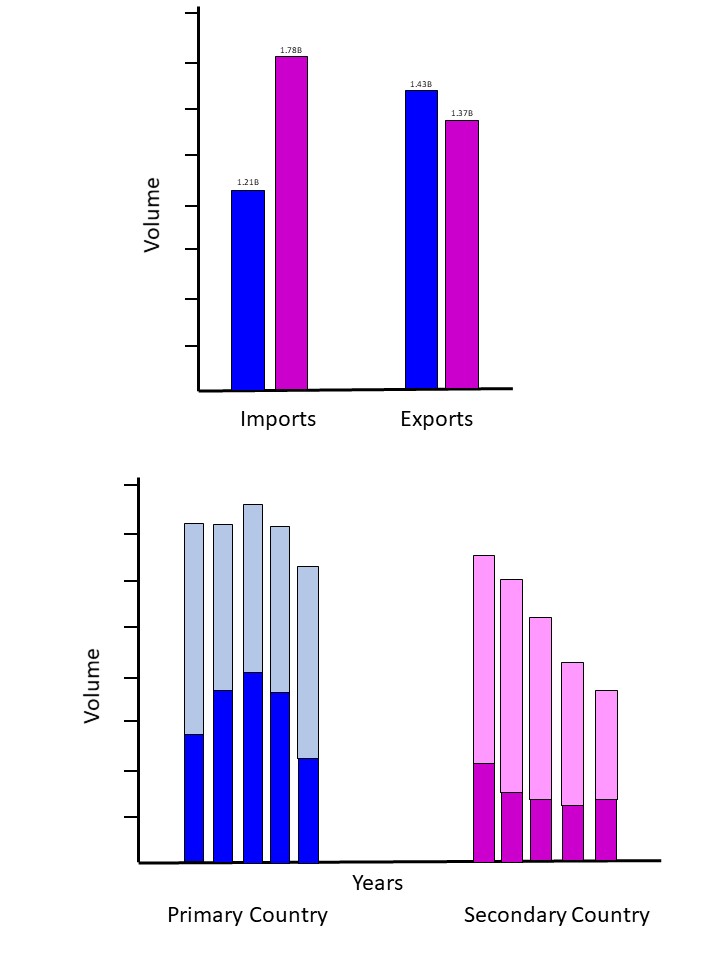 1.78B
1.43B
1.37B
1.21B
Volume
Imports Exports
Volume
Years
Primary Country Secondary Country